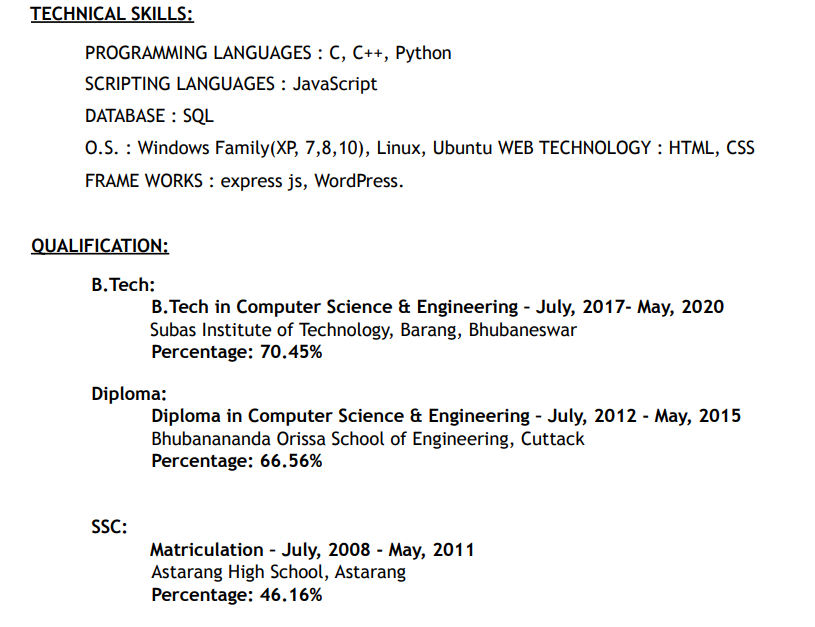 TECHNICAL SKILLS:
PROGRAMMING LANGUAGES : C, C++, Python
SCRIPTING LANGUAGES : JavaScript
DATABASE : SQL
O.S. : Windows Family(XP, 7,8,10), Linux, Ubuntu WEB TECHNOLOGY : HTML, CSS
FRAME WORKS : express js, WordPress.
QUALIFICATION:
B.Tech:
B.Tech in Computer Science & Engineering – July, 2017- May, 2020
Subas Institute of Technology, Barang, Bhubaneswar
Percentage: 70.45%
Diploma:
Diploma in Computer Science & Engineering – July, 2012 - May, 2015
Bhubanananda Orissa School of Engineering, Cuttack
Percentage: 66.56%
SSC:
Matriculation – July, 2008 - May, 2011
Astarang High School, Astarang
Percentage: 46.16%